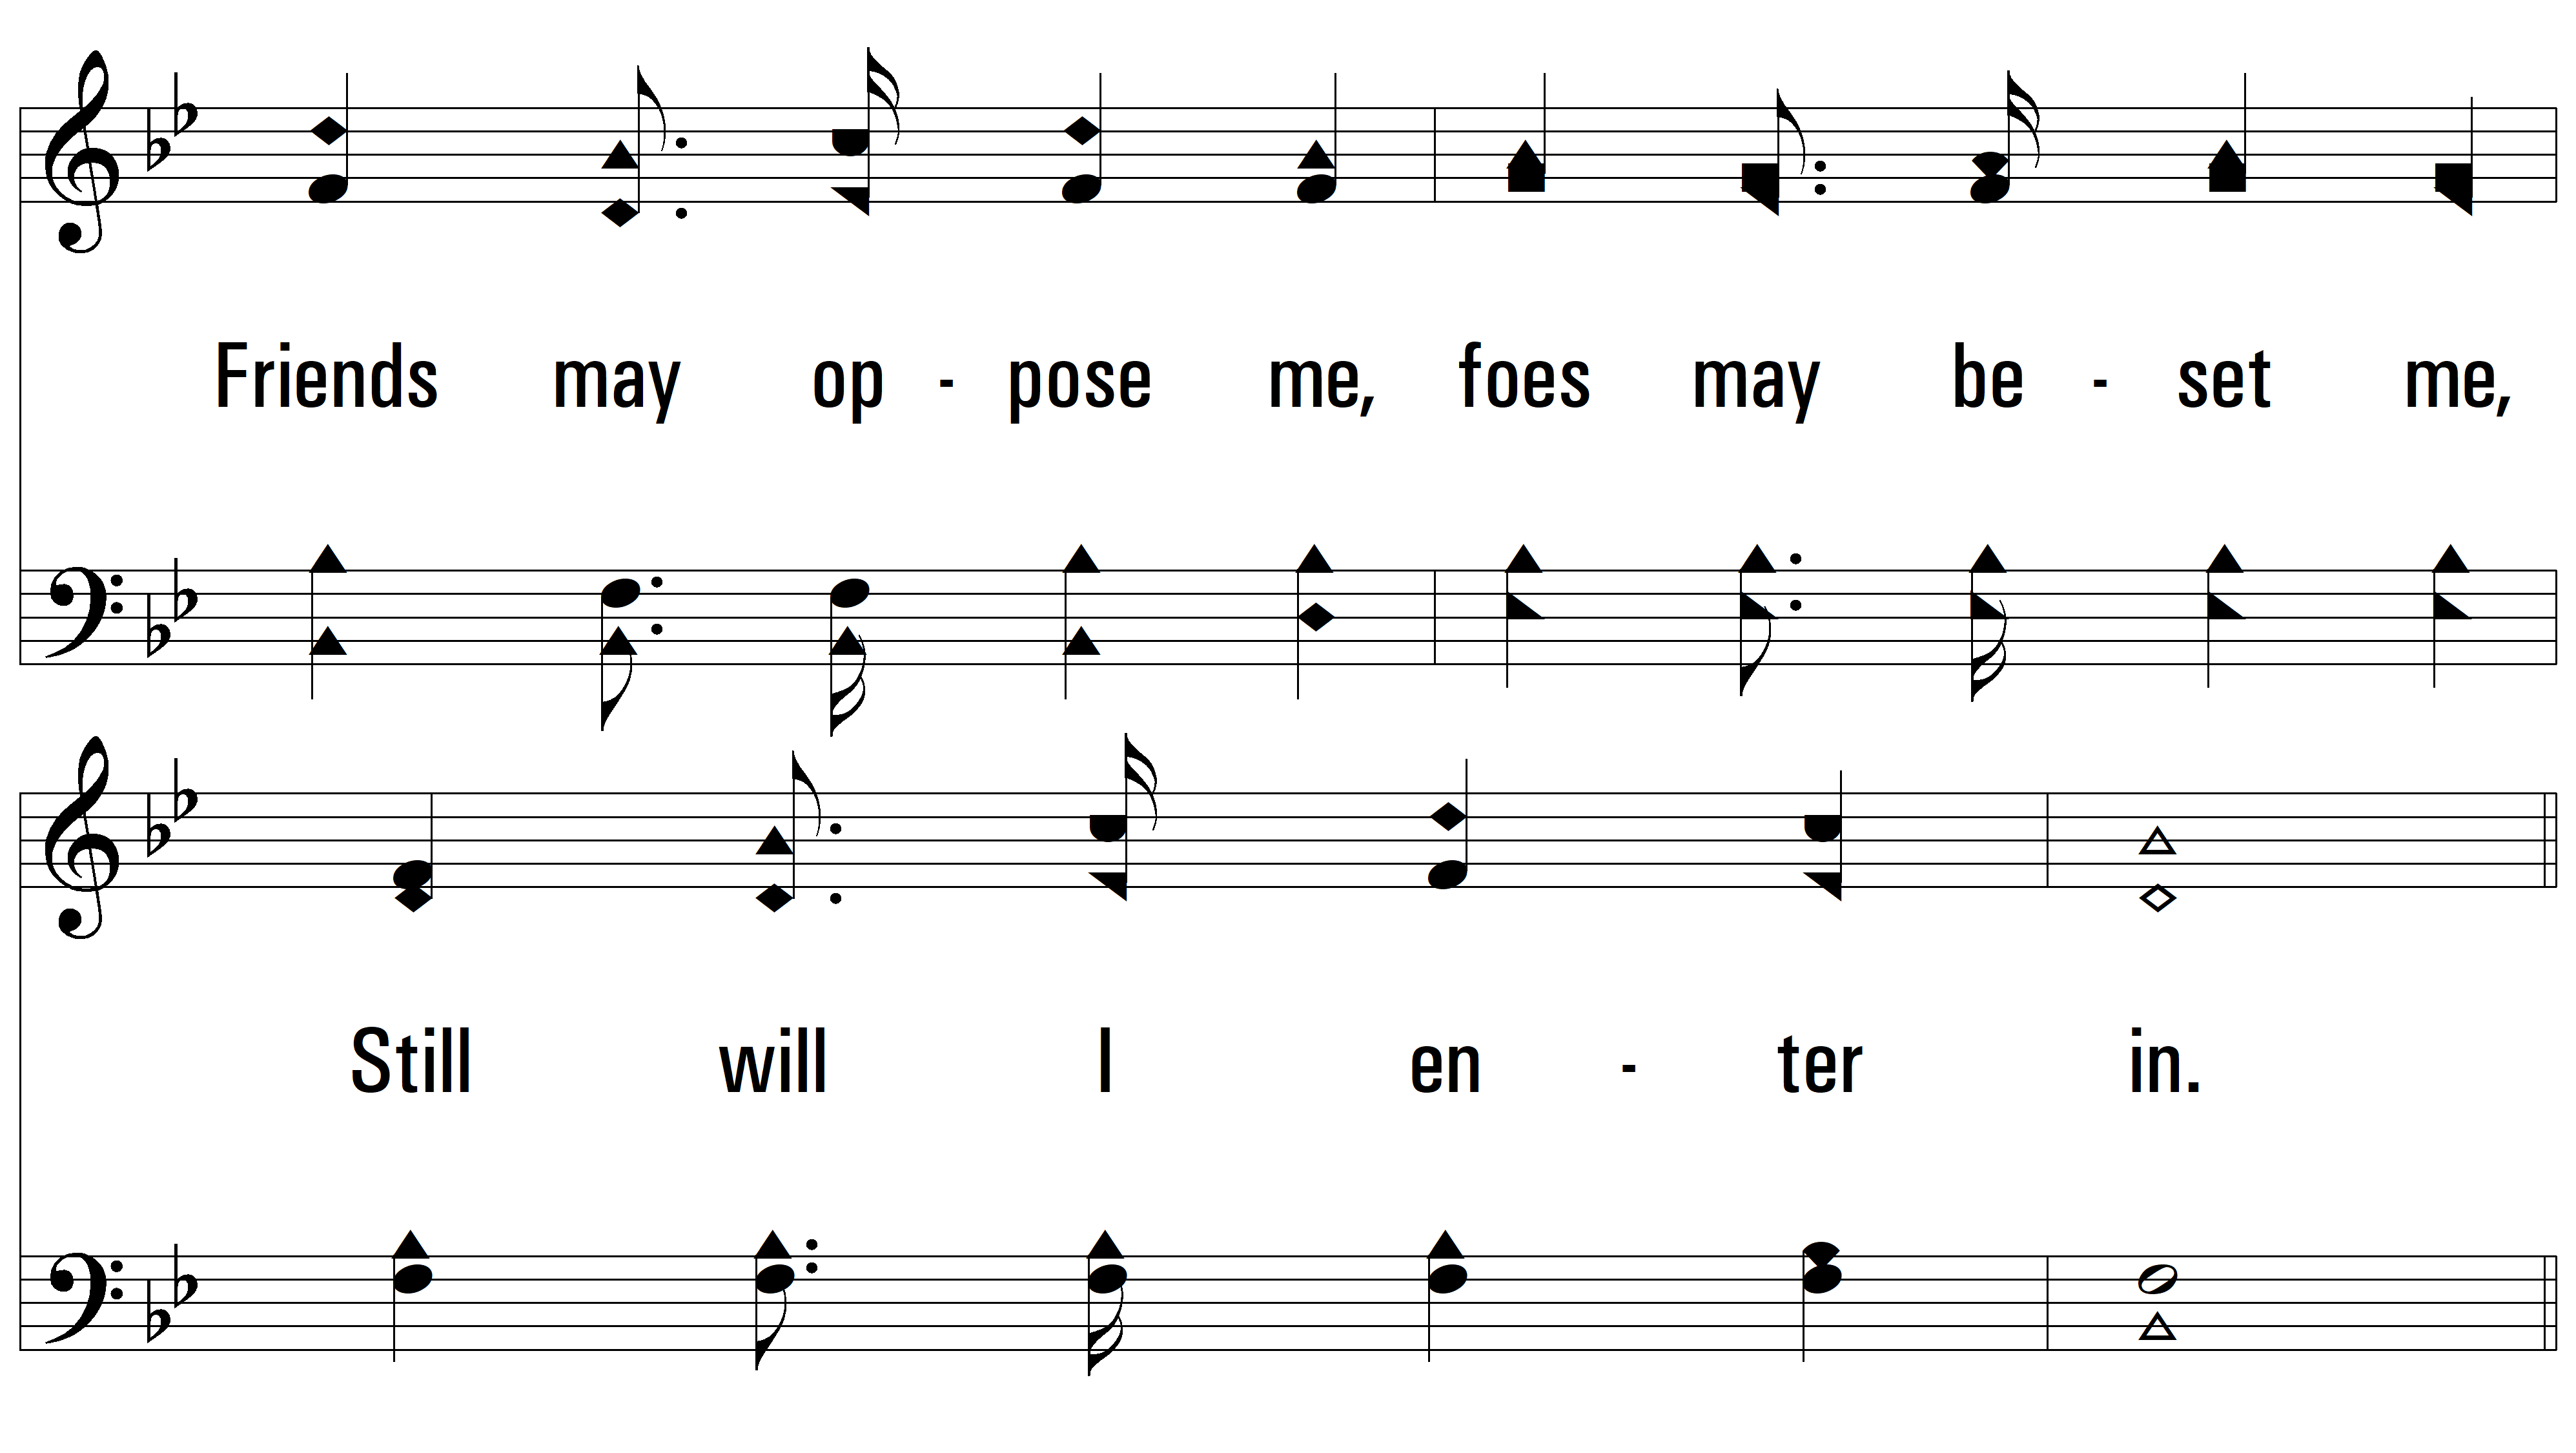 Friends may op - pose me, foes may be - set me,
Still will I en - ter in.